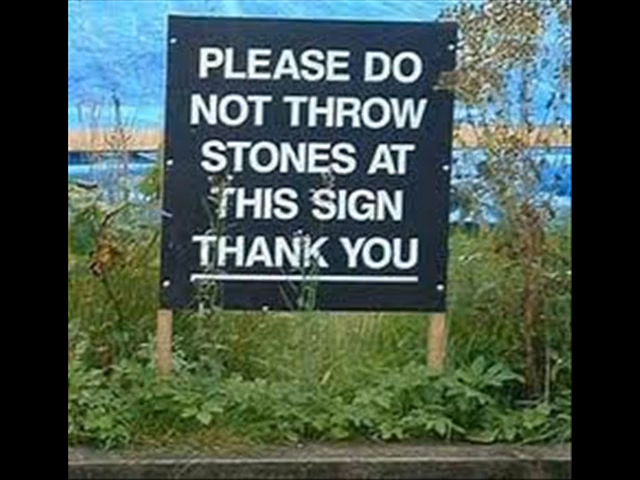 PLEASE DO
NOT THROW
STONES AT
THIS SIGN
THANK YOU